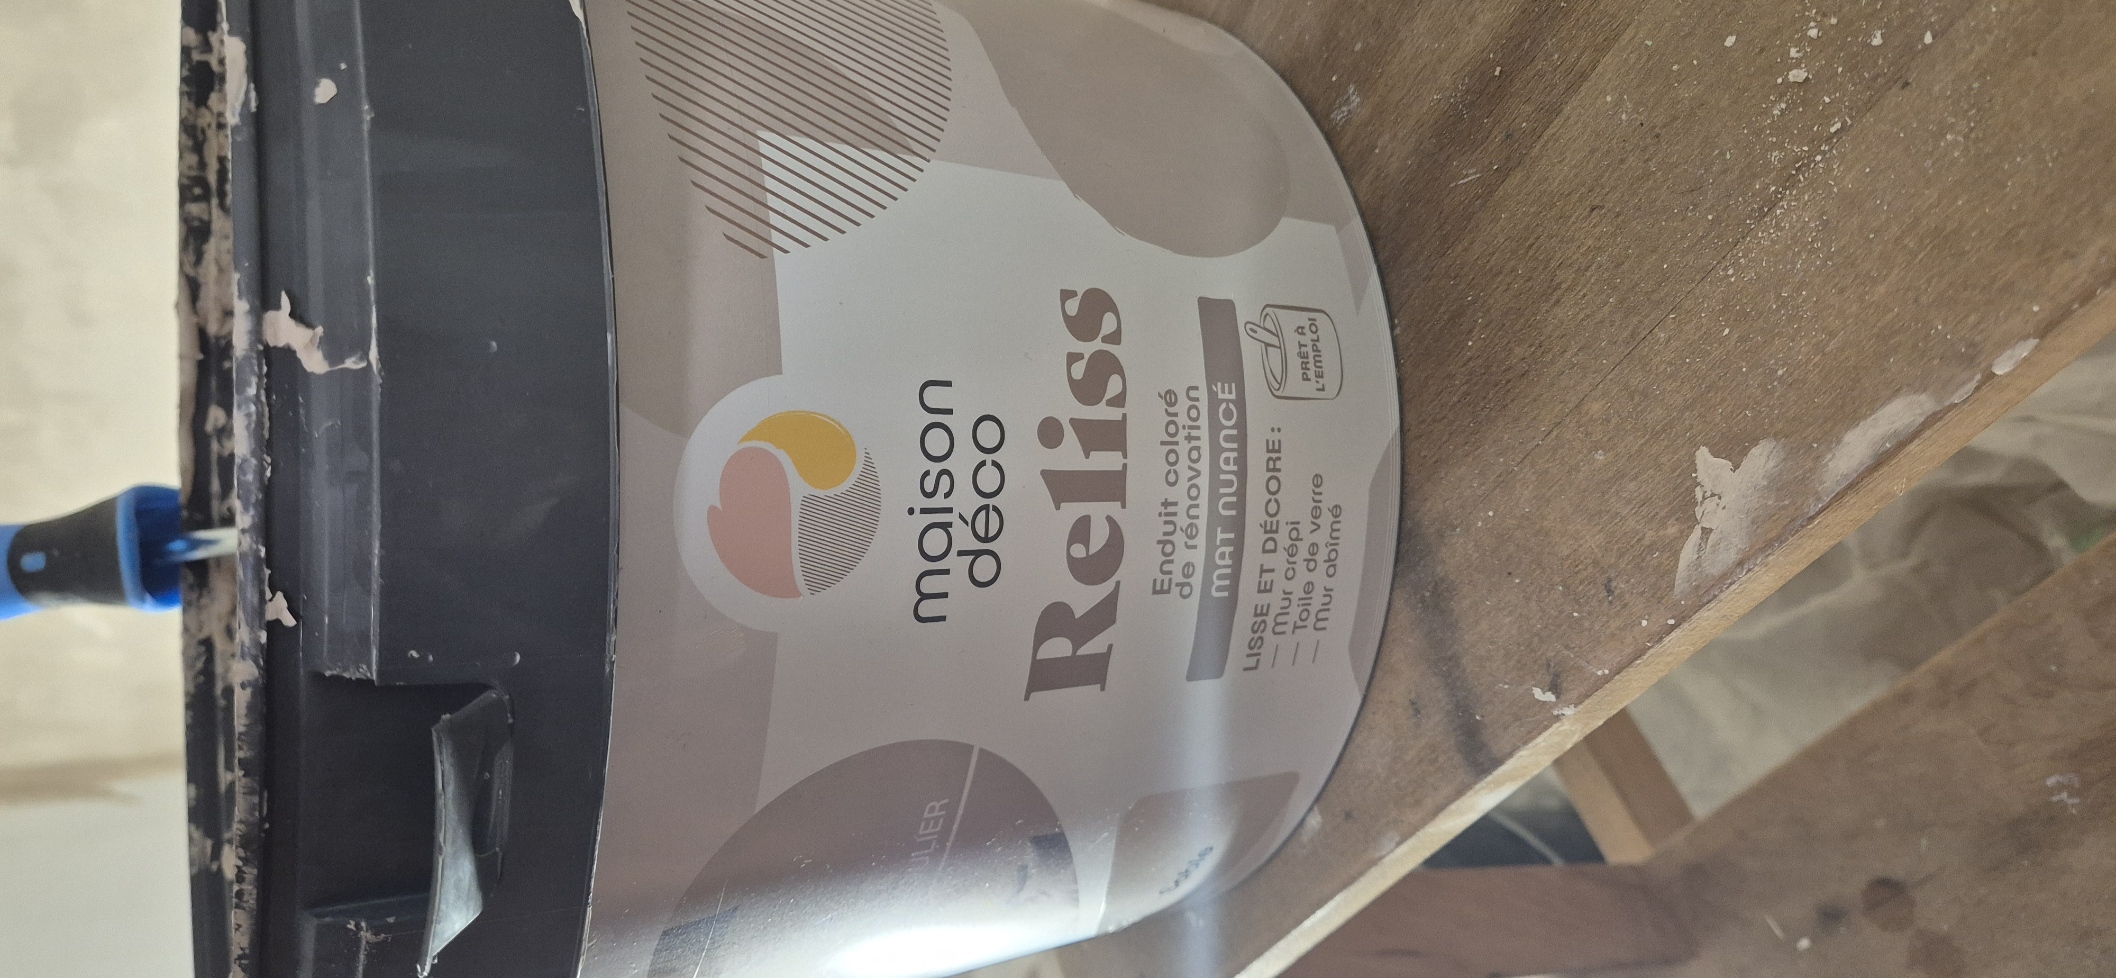 maison
déco
Reliss
Enduit coloré
de rénovation
MAT NUANCÉ
LISSE ET DÉCORE :
— Mur crépi
— Toile de verre
— Mur abîmé
PRÊT À
L'EMPLOI